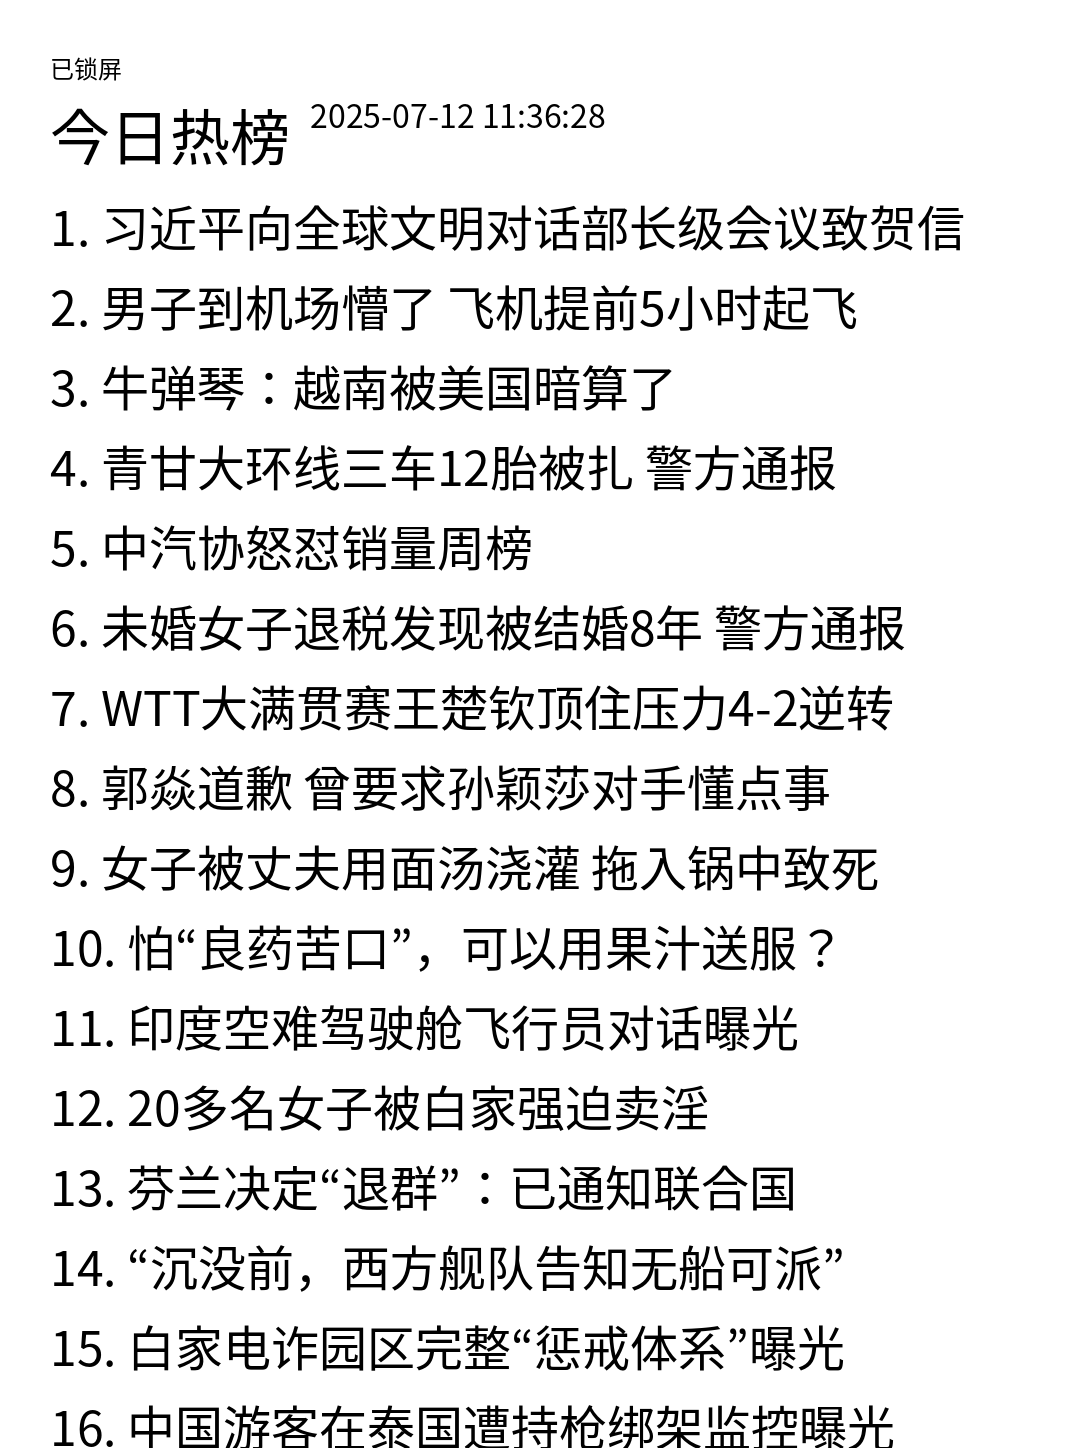 已锁屏
今日热榜 2025-07-12 11:36:28
1. 习近平向全球文明对话部长级会议致贺信
2. 男子到机场懵了 飞机提前5小时起飞
3. 牛弹琴：越南被美国暗算了
4. 青甘大环线三车12胎被扎 警方通报
5. 中汽协怒怼销量周榜
6. 未婚女子退税发现被结婚8年 警方通报
7. WTT大满贯赛王楚钦顶住压力4-2逆转
8. 郭焱道歉 曾要求孙颖莎对手懂点事
9. 女子被丈夫用面汤浇灌 拖入锅中致死
10. 怕“良药苦口”，可以用果汁送服？
11. 印度空难驾驶舱飞行员对话曝光
12. 20多名女子被白家强迫卖淫
13. 芬兰决定“退群”：已通知联合国
14. “沉没前，西方舰队告知无船可派”
15. 白家电诈园区完整“惩戒体系”曝光
16. 中国游客在泰国遭持枪绑架监控曝光